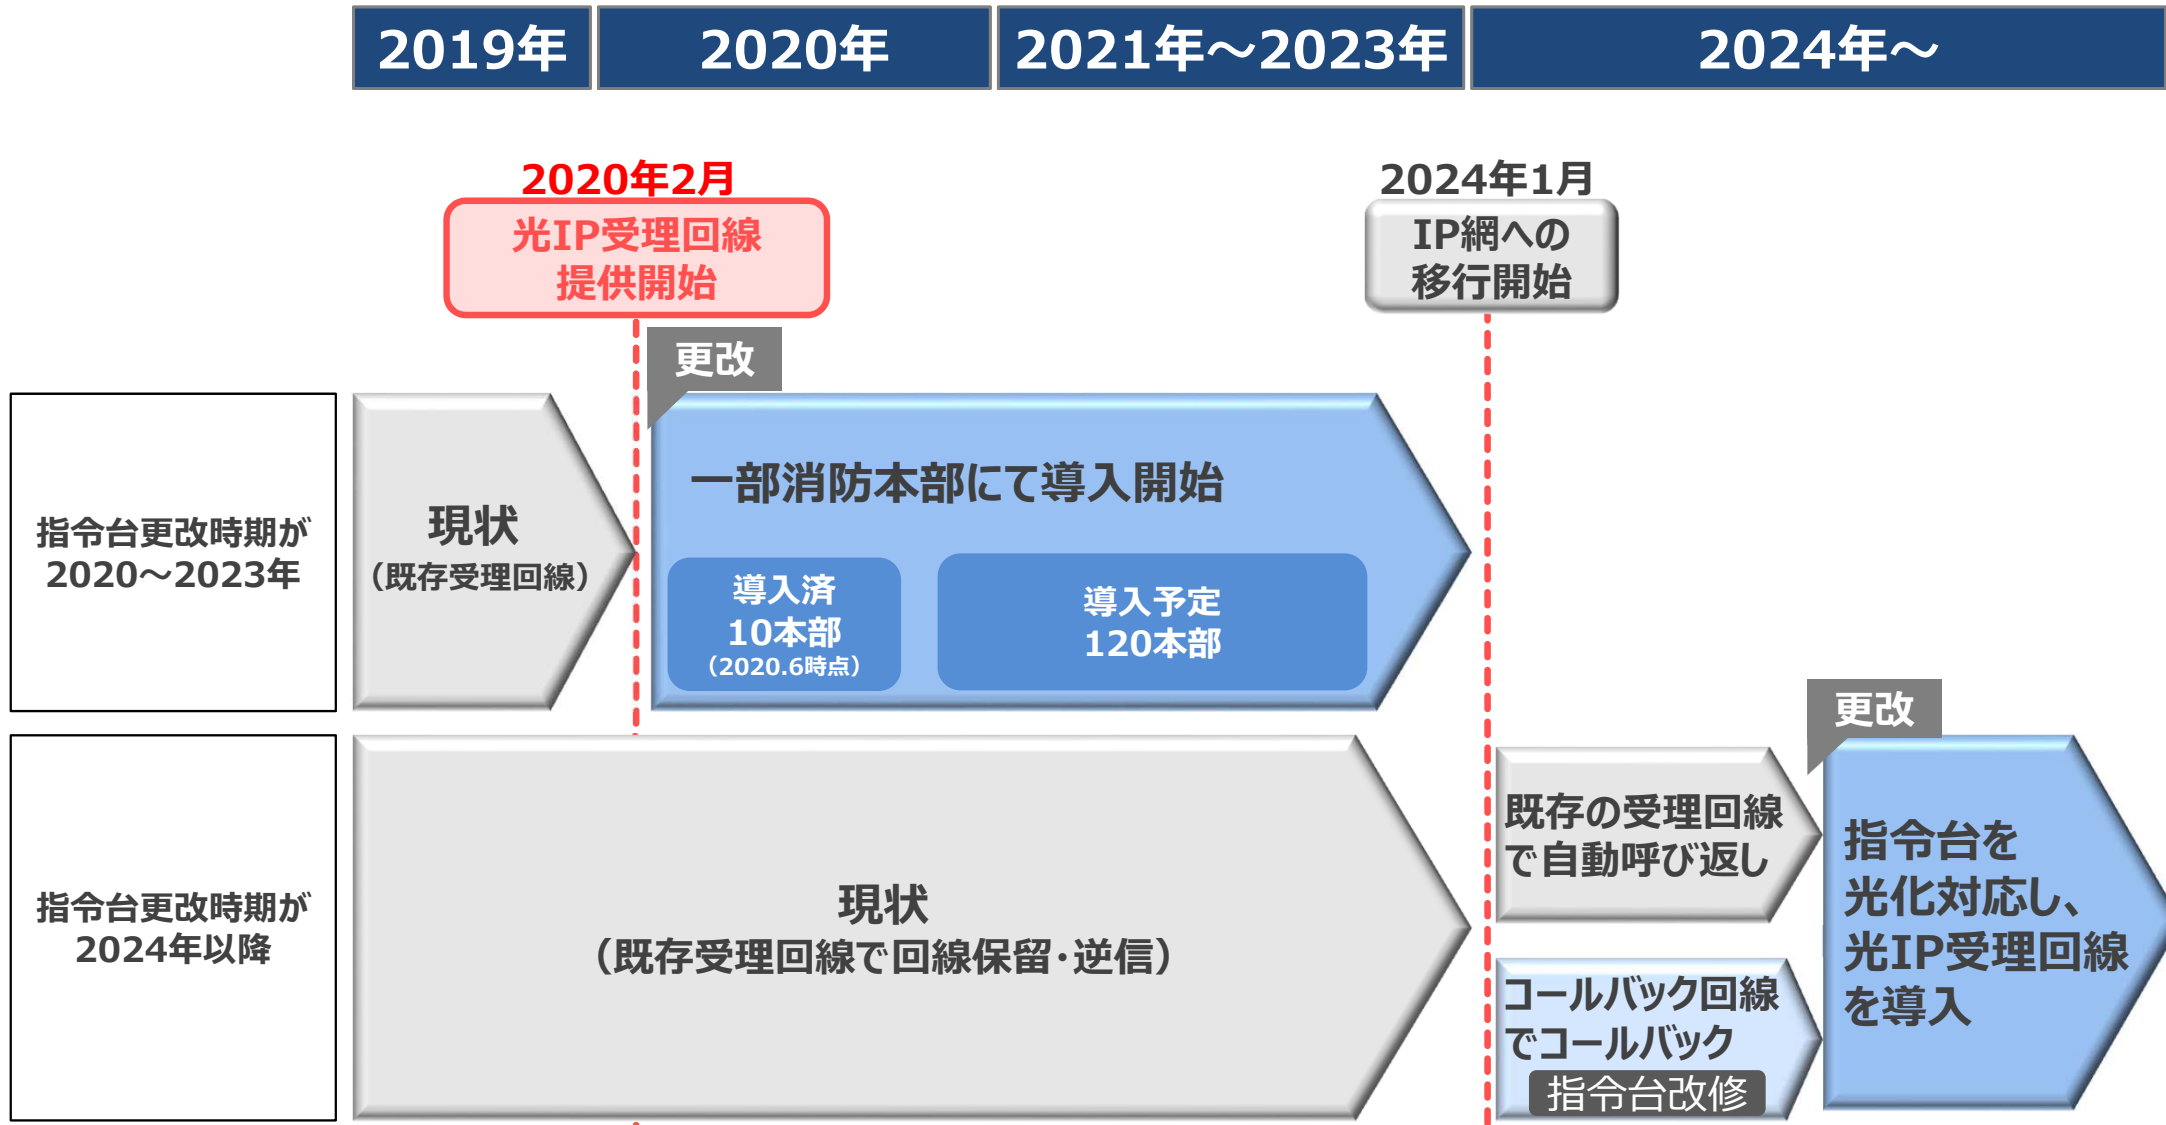 2019年
2020年
2021年～2023年
2024年～
2020年2月
光IP受理回線
提供開始
2024年1月
IP網への
移行開始
指令台更改時期が
2020～2023年
現状
（既存受理回線）
更改
一部消防本部にて導入開始
導入済
10本部
（2020.6時点）
導入予定
120本部
指令台更改時期が
2024年以降
現状
（既存受理回線で回線保留･逆信）
既存の受理回線
で自動呼び返し
コールバック回線
でコールバック
指令台改修
更改
指令台を
光化対応し、
光IP受理回線
を導入